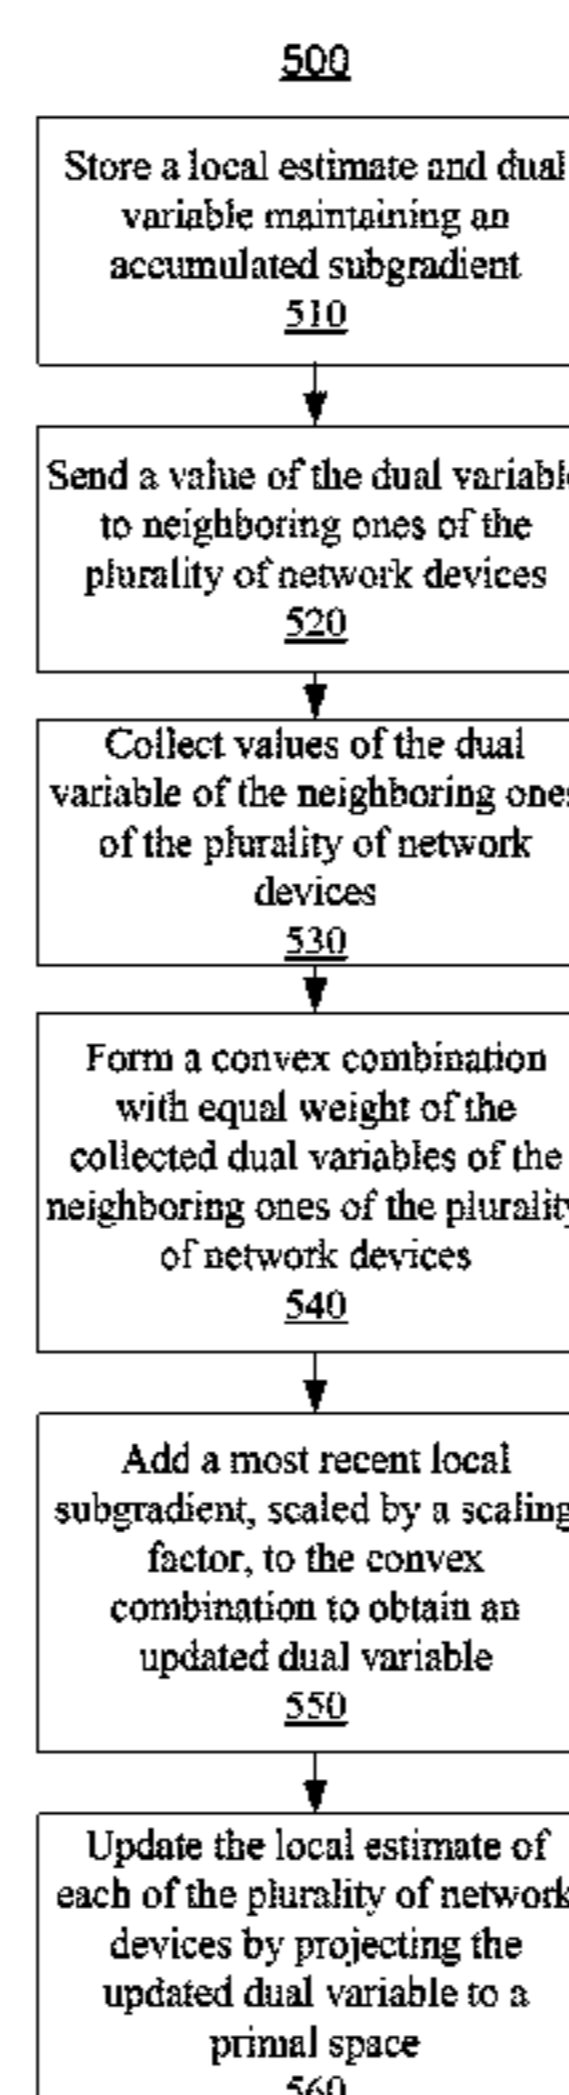 500
Store a local estimate and dual
variable maintaining an
accumulated subgradient
510
Send a value of the dual variable
to neighboring ones of the
plurality of network devices
520
Collect values of the dual
variable of the neighboring ones
of the plurality of network
devices
530
Form a convex combination
with equal weight of the
collected dual variables of the
neighboring ones of the plurality
of network devices
540
Add a most recent local
subgradient, scaled by a scaling
factor, to the convex
combination to obtain an
updated dual variable
550
Update the local estimate of
each of the plurality of network
devices by projecting the
updated dual variable to a
primal space
560